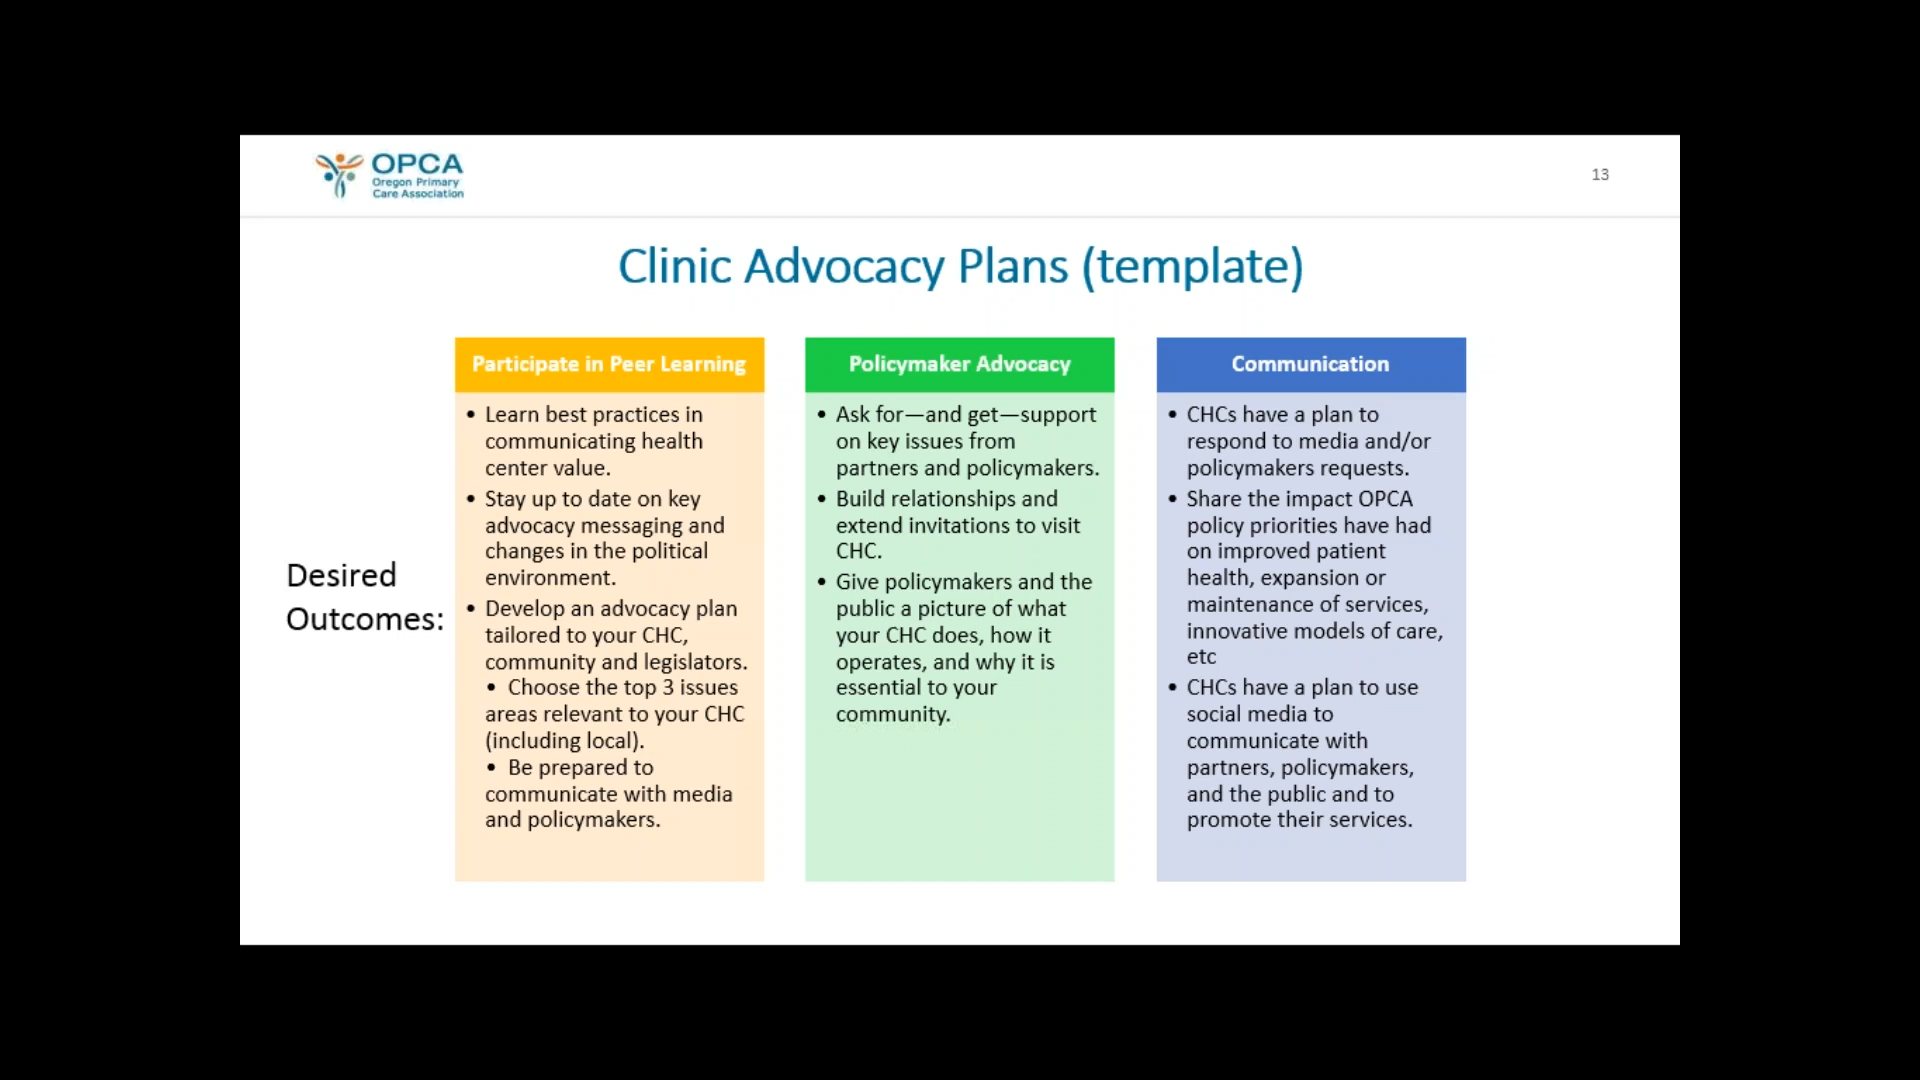 OPCA
Oregon Primary
Care Association
13
Clinic Advocacy Plans (template)
Desired
Outcomes:
Participate in Peer Learning
• Learn best practices in
communicating health
center value.
• Stay up to date on key
advocacy messaging and
changes in the political
environment.
• Develop an advocacy plan
tailored to your CHC,
community and legislators.
• Choose the top 3 issues
areas relevant to your CHC
(including local).
• Be prepared to
communicate with media
and policymakers.
Policymaker Advocacy
• Ask for—and get—support
on key issues from
partners and policymakers.
• Build relationships and
extend invitations to visit
CHC.
• Give policymakers and the
public a picture of what
your CHC does, how it
operates, and why it is
essential to your
community.
Communication
• CHCs have a plan to
respond to media and/or
policymakers requests.
• Share the impact OPCA
policy priorities have had
on improved patient
health, expansion or
maintenance of services,
innovative models of care,
etc
• CHCs have a plan to use
social media to
communicate with
partners, policymakers,
and the public and to
promote their services.